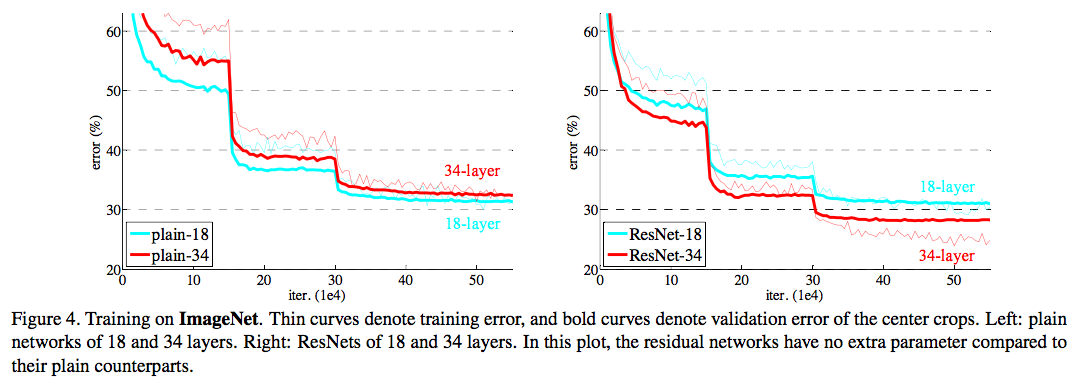 60
50
40
30
20
error (%)
0
10
20
30
40
50
iter. (1e4)
34-layer
18-layer
plain-18
plain-34
60
50
40
30
20
error (%)
0
10
20
30
40
50
iter. (1e4)
18-layer
34-layer
ResNet-18
ResNet-34
Figure 4. Training on ImageNet. Thin curves denote training error, and bold curves denote validation error of the center crops. Left: plain
networks of 18 and 34 layers. Right: ResNets of 18 and 34 layers. In this plot, the residual networks have no extra parameter compared to
their plain counterparts.